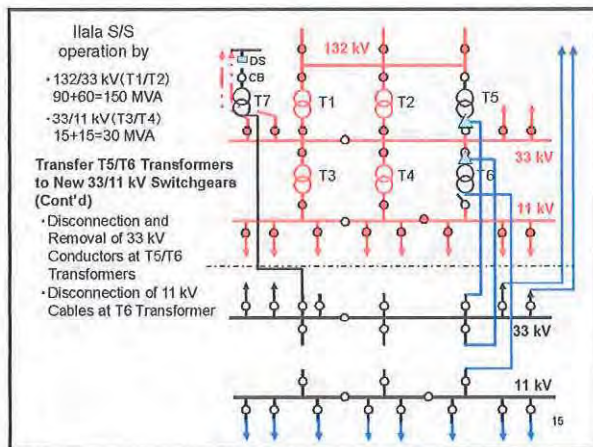 Ilala S/S
operation by
・132/33 kV(T1/T2)
90+60=150 MVA
・33/11 kV(T3/T4)
15+15=30 MVA
Transfer T5/T6 Transformers
to New 33/11 kV Switchgears
(Cont'd)
・Disconnection and
Removal of 33 kV
Conductors at T5/T6
Transformers
・Disconnection of 11 kV
Cables at T6 Transformer
DS
CB
T7
132 kV
T1
T2
T5
33 kV
T3
T4
T6
11 kV
33 kV
11 kV
15